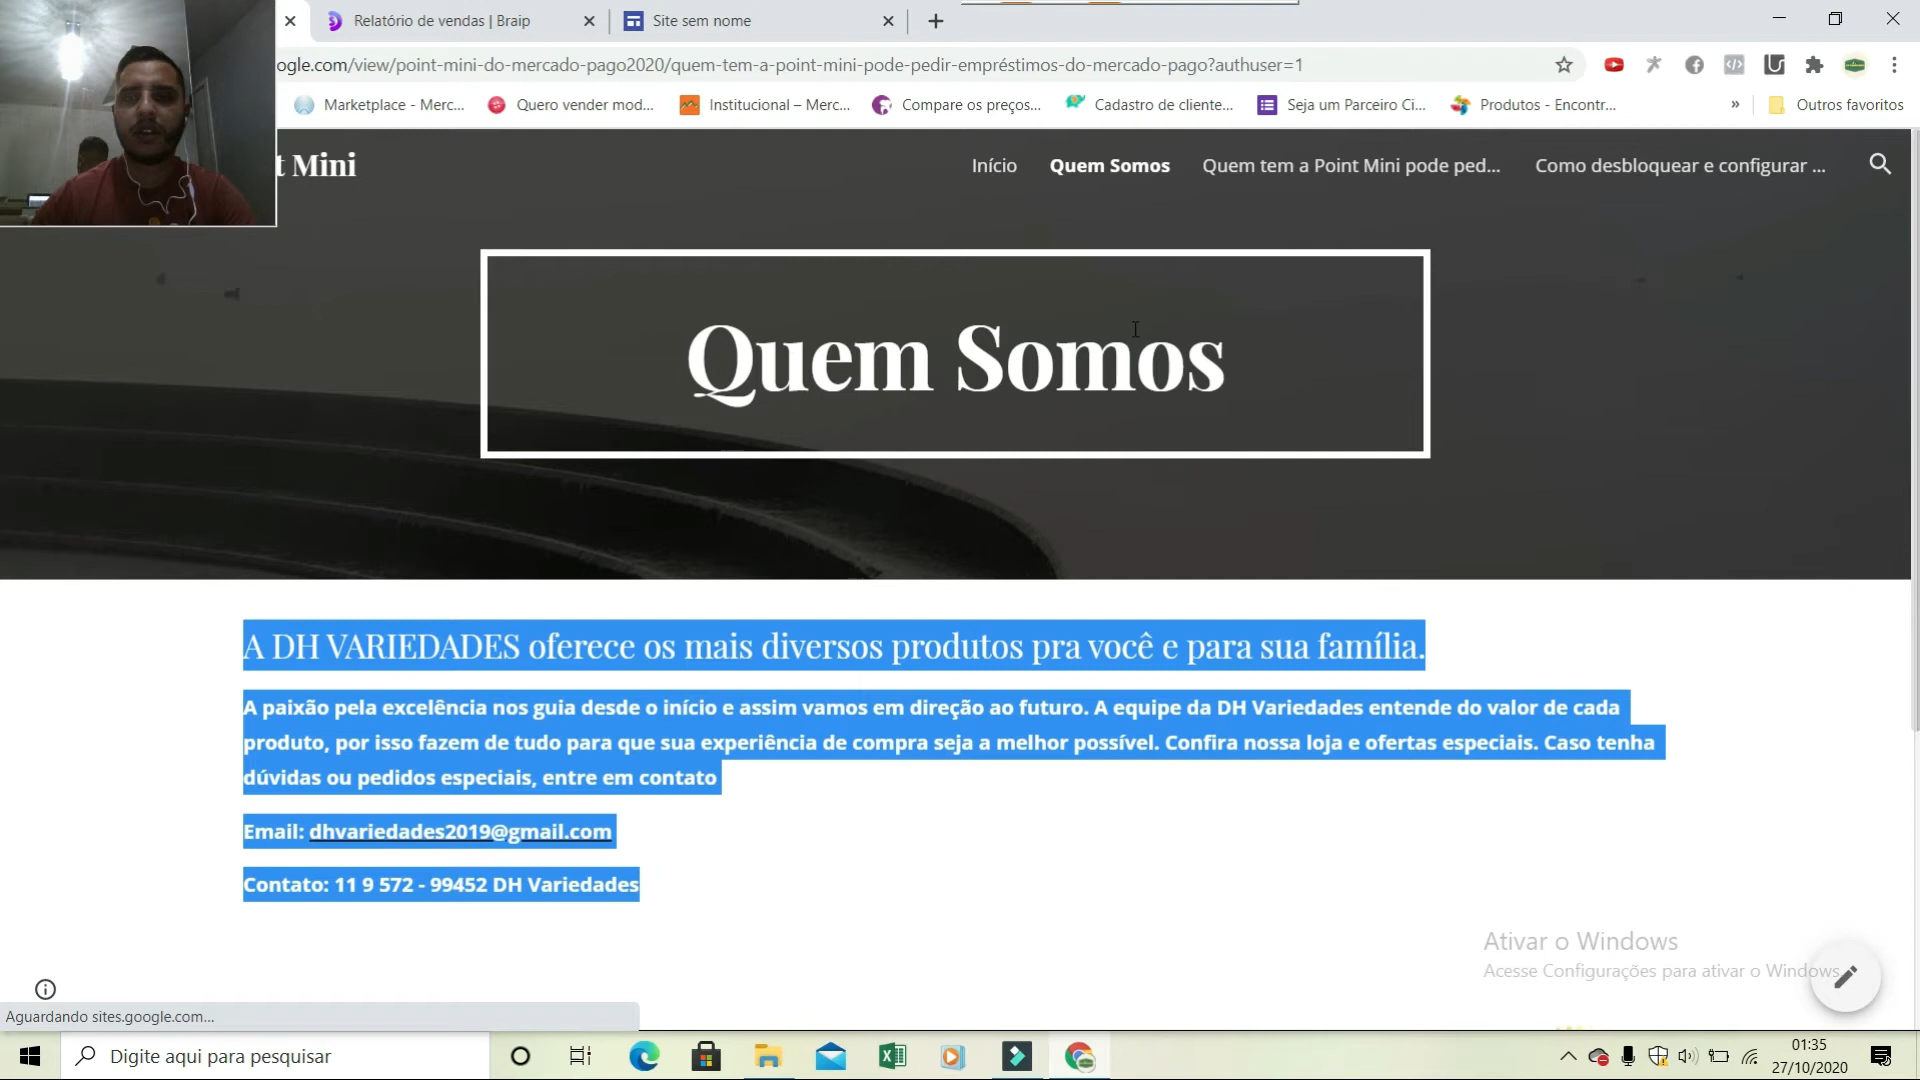 Relatório de vendas | Braip
Site sem nome
ogle.com/view/point-mini-do-mercado-pago2020/quem-tem-a-point-mini-pode-pedir-empréstimos-do-mercado-pago?authuser=1
Marketplace - Merc...
Quero vender mod...
Institucional – Merc...
Compare os preços...
Cadastro de cliente...
Seja um Parceiro Ci...
Produtos - Encontr...
»
Outros favoritos
t Mini
Início
Quem Somos
Quem tem a Point Mini pode ped...
Como desbloquear e configurar ...
Quem Somos
A DH VARIEDADES oferece os mais diversos produtos pra você e para sua família.
A paixão pela excelência nos guia desde o início e assim vamos em direção ao futuro. A equipe da DH Variedades entende do valor de cada
produto, por isso fazem de tudo para que sua experiência de compra seja a melhor possível. Confira nossa loja e ofertas especiais. Caso tenha
dúvidas ou pedidos especiais, entre em contato
Email: dhvariedades2019@gmail.com
Contato: 11 9 572 - 99452 DH Variedades
Ativar o Windows
Acesse Configurações para ativar o Windows.
Aguardando sites.google.com...
Digite aqui para pesquisar
01:35
27/10/2020